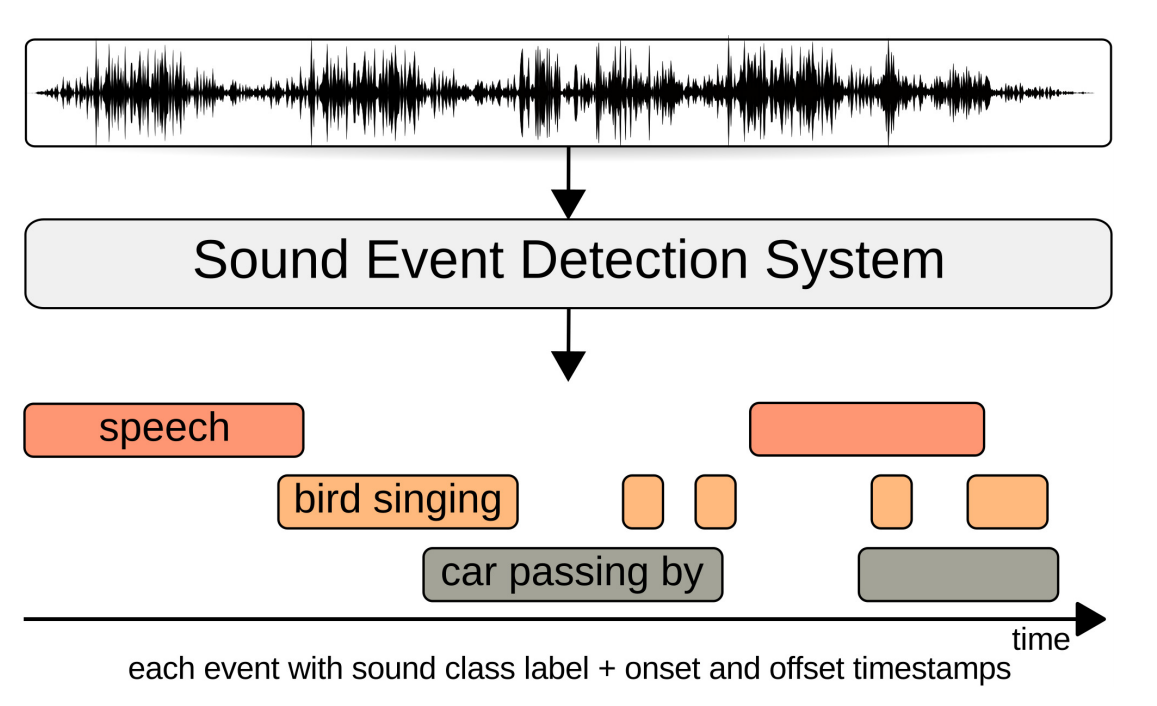 Sound Event Detection System
speech
bird singing
car passing by
time
each event with sound class label + onset and offset timestamps